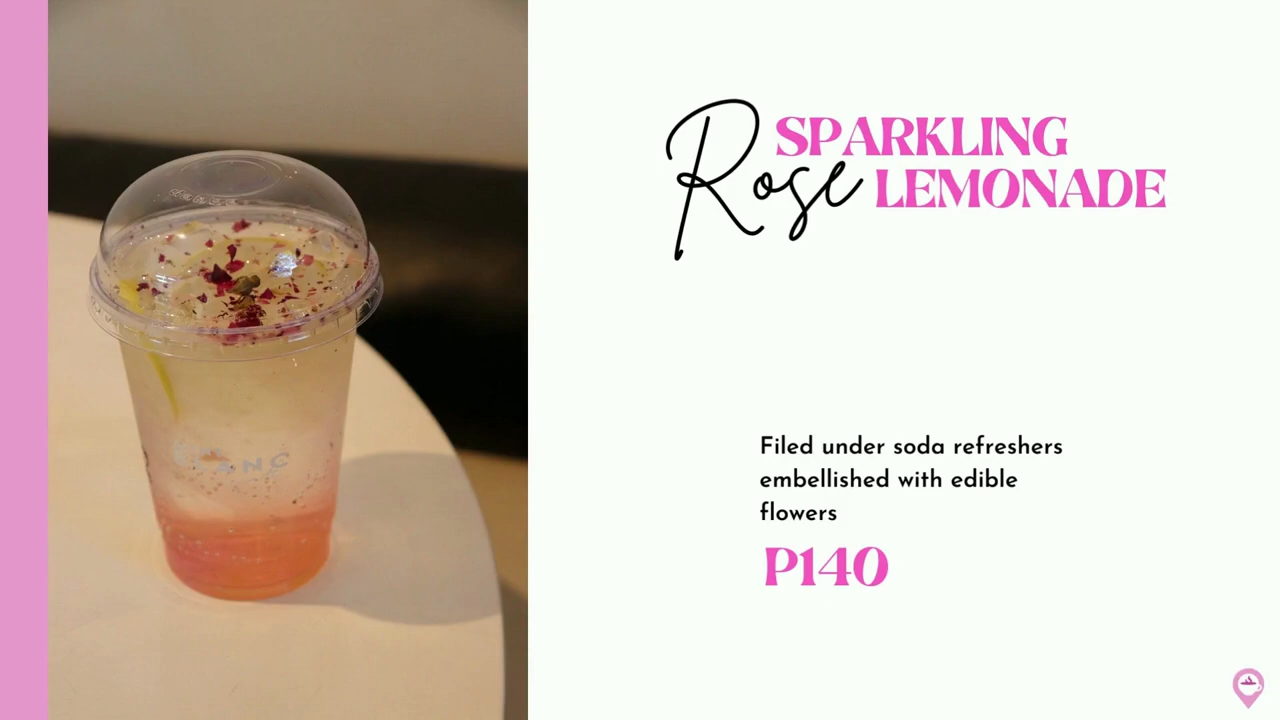 SPARKLING
Rose LEMONADE
Filed under soda refreshers
embellished with edible
flowers
P140